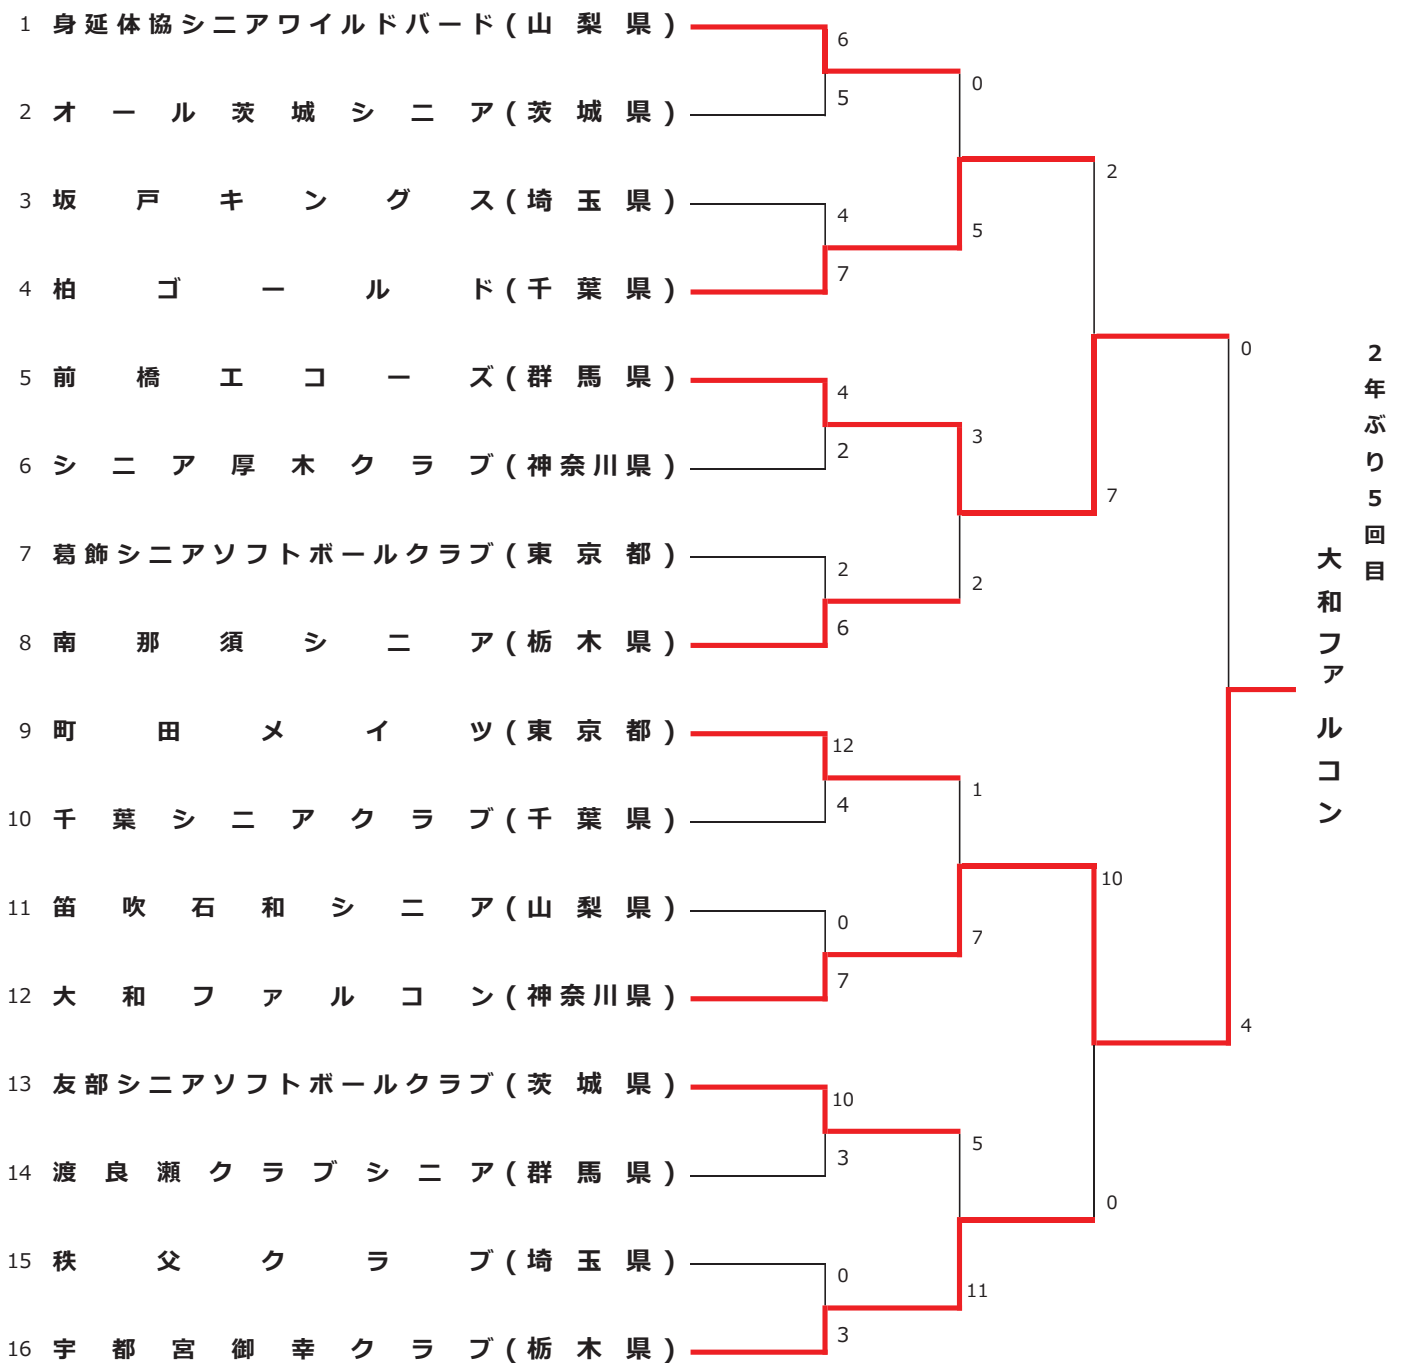 1 身延体協シニアワイルドバード(山梨県)
6
0
5
2 オール茨城シニア(茨城県)
2
3 坂戸キングス(埼玉県)
4
5
7
4 柏ゴールド(千葉県)
0
5 前橋エコーズ(群馬県)
4
3
2
6 シニア厚木クラブ(神奈川県)
7
7 葛飾シニアソフトボールクラブ(東京都)
2
2
6
8 南那須シニア(栃木県)
9 町田メイツ(東京都)
12
1
4
10 千葉シニアクラブ(千葉県)
10
11 笛吹石和シニア(山梨県)
0
7
7
12 大和ファルコン(神奈川県)
4
13 友部シニアソフトボールクラブ(茨城県)
10
5
3
14 渡良瀬クラブシニア(群馬県)
0
15 秩父クラブ(埼玉県)
0
11
3
16 宇都宮御幸クラブ(栃木県)
2年ぶり5回目
大和ファルコン